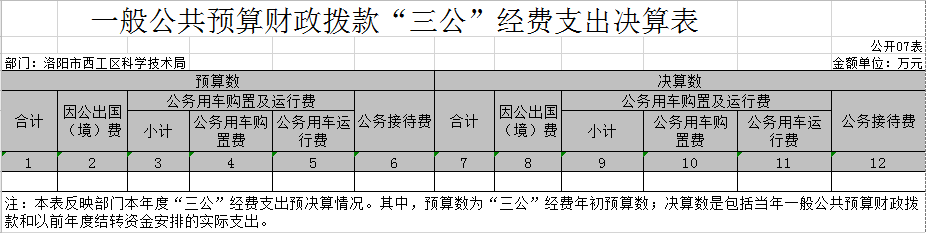 一般公共预算财政拨款“三公”经费支出决算表
公开07表
部门：洛阳市西工区科学技术局 金额单位：万元
预算数 决算数
合计 因公出国（境）费 公务用车购置及运行费 公务接待费 合计 因公出国（境）费 公务用车购置及运行费 公务接待费
小计 公务用车购置费 公务用车运行费 小计 公务用车购置费 公务用车运行费
1 2 3 4 5 6 7 8 9 10 11 12
注：本表反映部门本年度“三公”经费支出预决算情况。其中，预算数为“三公”经费年初预算数；决算数是包括当年一般公共预算财政拨
款和以前年度结转资金安排的实际支出。